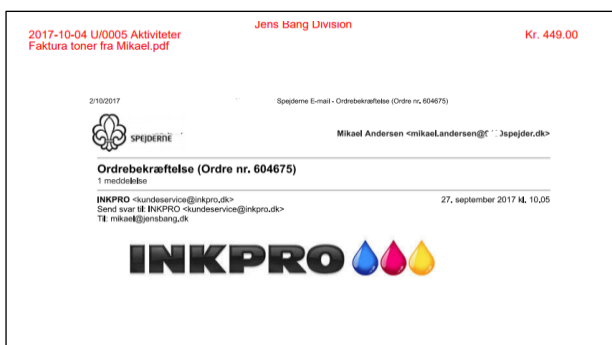 Jens Bang Division
2017-10-04 U/0005 Aktiviteter
Kr. 449.00
Faktura toner fra Mikael.pdf
2/10/2017
Spejderne E-mail - Ordrebekræftelse (Ordre nr. 604675)
SPEJDERNE
Mikael Andersen
Ordrebekræftelse (Ordre nr. 604675)
1 meddelelse
INKPRO <kundeservice@inkpro.dk>
27. september 2017 kl. 10.05
Send svar til: INKPRO <kundeservice@inkpro.dk>
Til: mikael@jensbang.dk
INKPRO